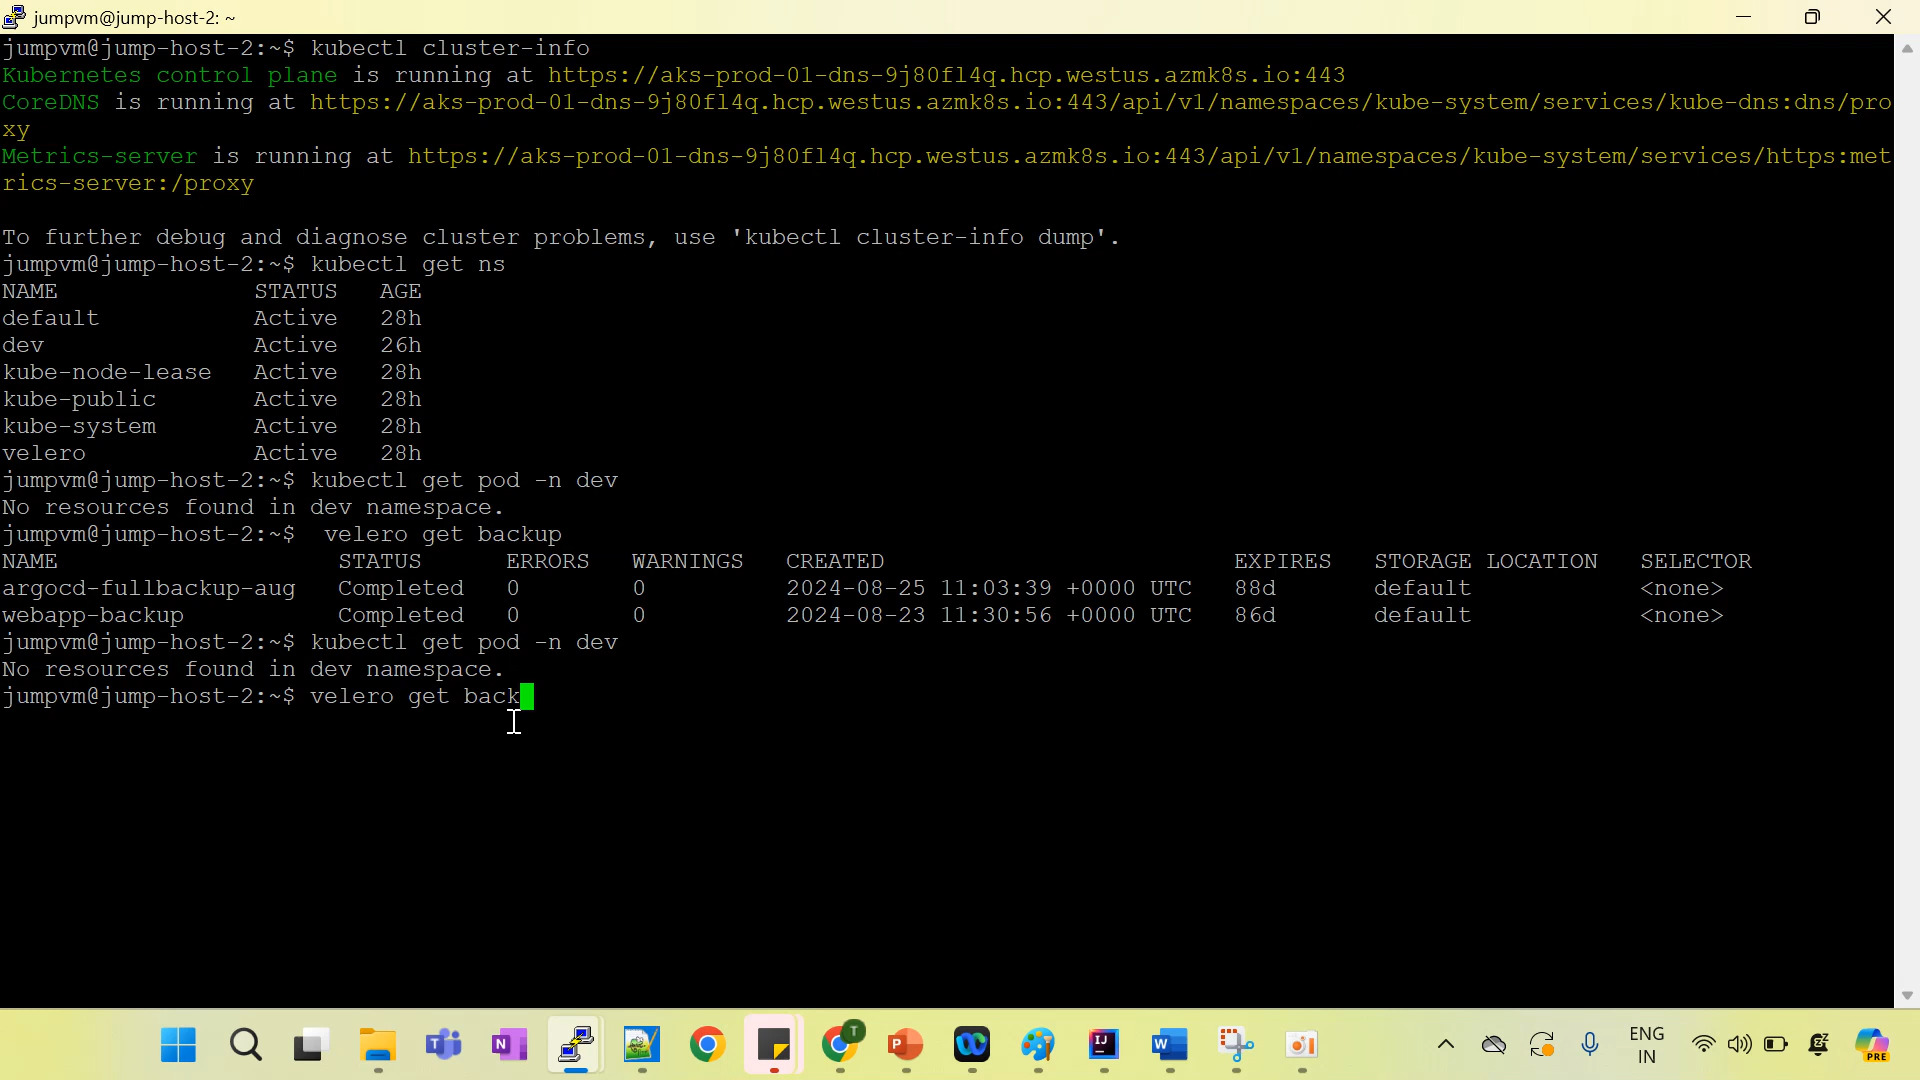 jumpvm@jump-host-2: ~
jumpvm@jump-host-2:~$ kubectl cluster-info
Kubernetes control plane is running at https://aks-prod-01-dns-9j80fl4q.hcp.westus.azmk8s.io:443
CoreDNS is running at https://aks-prod-01-dns-9j80fl4q.hcp.westus.azmk8s.io:443/api/v1/namespaces/kube-system/services/kube-dns:dns/pro
xy
Metrics-server is running at https://aks-prod-01-dns-9j80fl4q.hcp.westus.azmk8s.io:443/api/v1/namespaces/kube-system/services/https:met
rics-server:/proxy
To further debug and diagnose cluster problems, use 'kubectl cluster-info dump'.
jumpvm@jump-host-2:~$ kubectl get ns
NAME STATUS AGE
default Active 28h
dev Active 26h
kube-node-lease Active 28h
kube-public Active 28h
kube-system Active 28h
velero Active 28h
jumpvm@jump-host-2:~$ kubectl get pod -n dev
No resources found in dev namespace.
jumpvm@jump-host-2:~$  velero get backup
NAME STATUS ERRORS WARNINGS CREATED EXPIRES STORAGE LOCATION SELECTOR
argocd-fullbackup-aug Completed 0 0 2024-08-25 11:03:39 +0000 UTC 88d default <none>
webapp-backup Completed 0 0 2024-08-23 11:30:56 +0000 UTC 86d default <none>
jumpvm@jump-host-2:~$ kubectl get pod -n dev
No resources found in dev namespace.
jumpvm@jump-host-2:~$ velero get back
T
N
T
P
IJ
W
ENG
IN
PRE